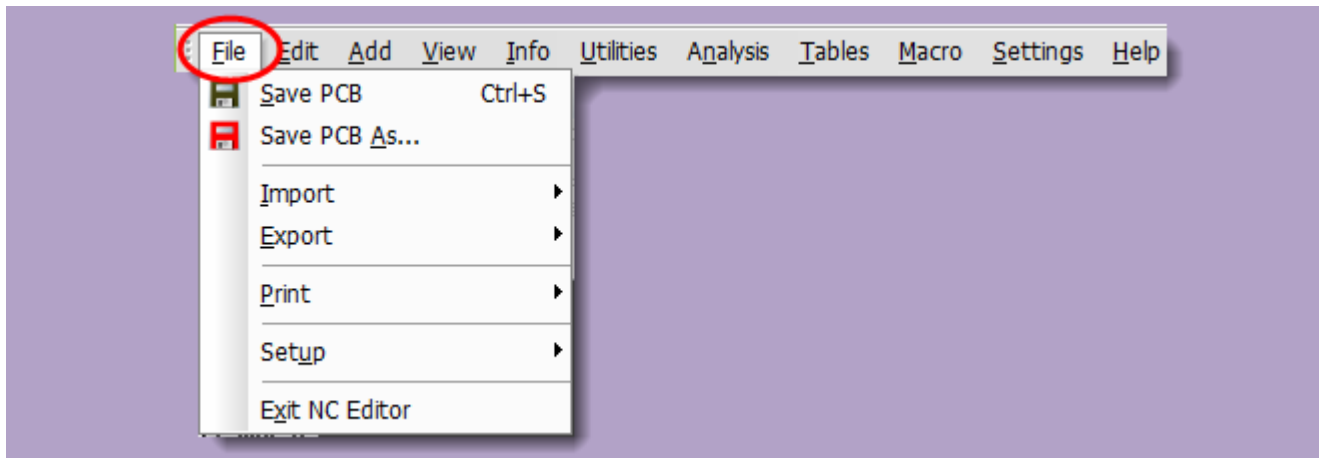 File Edit Add View Info Utilities Analysis Tables Macro Settings Help
Save PCB Ctrl+S
Save PCB As...
Import
Export
Print
Setup
Exit NC Editor